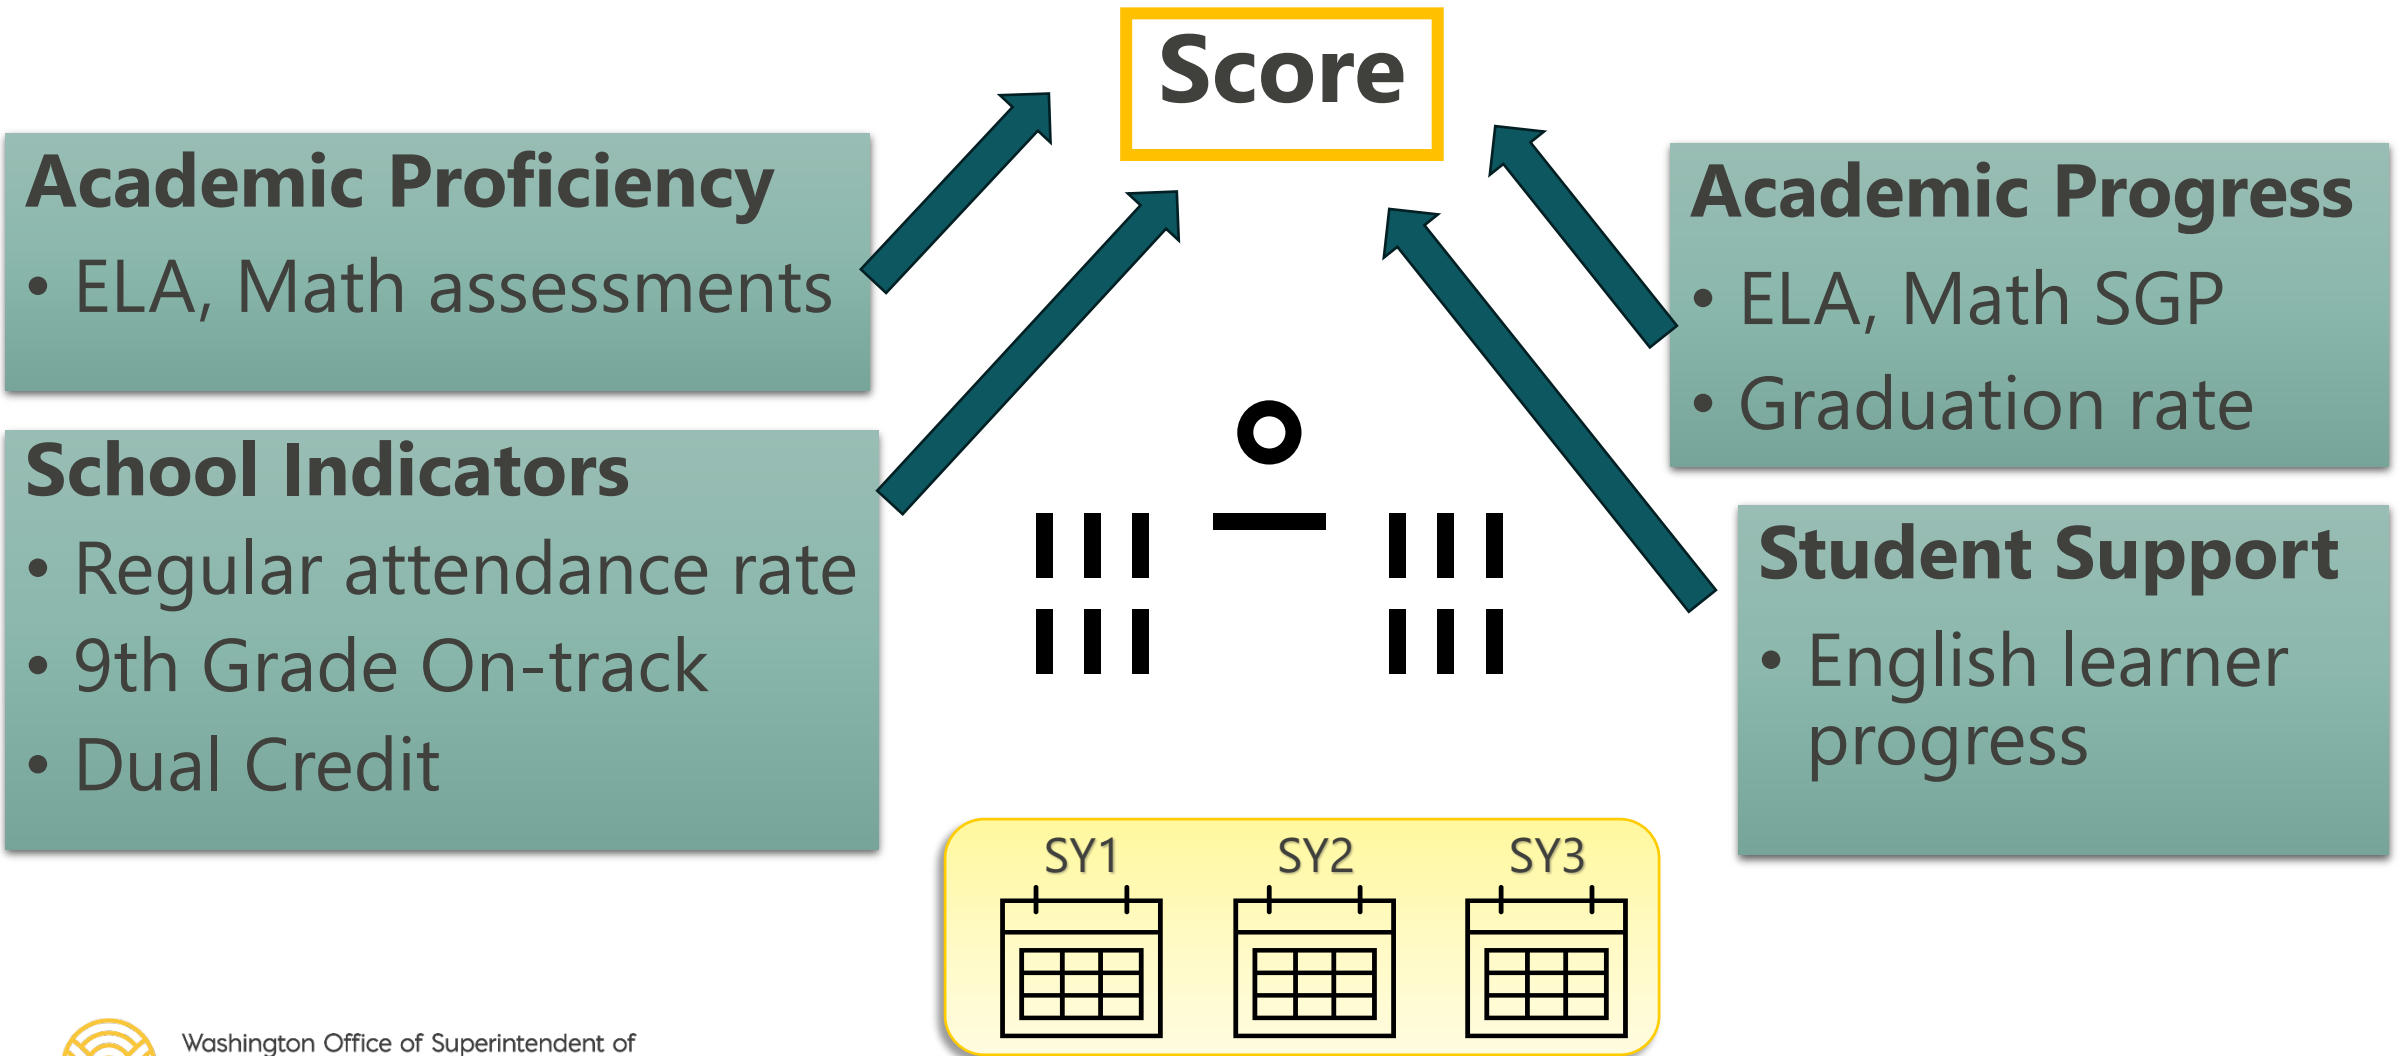 Score
Academic Proficiency
• ELA, Math assessments
School Indicators
• Regular attendance rate
• 9th Grade On-track
• Dual Credit
Academic Progress
• ELA, Math SGP
• Graduation rate
Student Support
• English learner
progress
SY1 SY2 SY3
Washington Office of Superintendent of